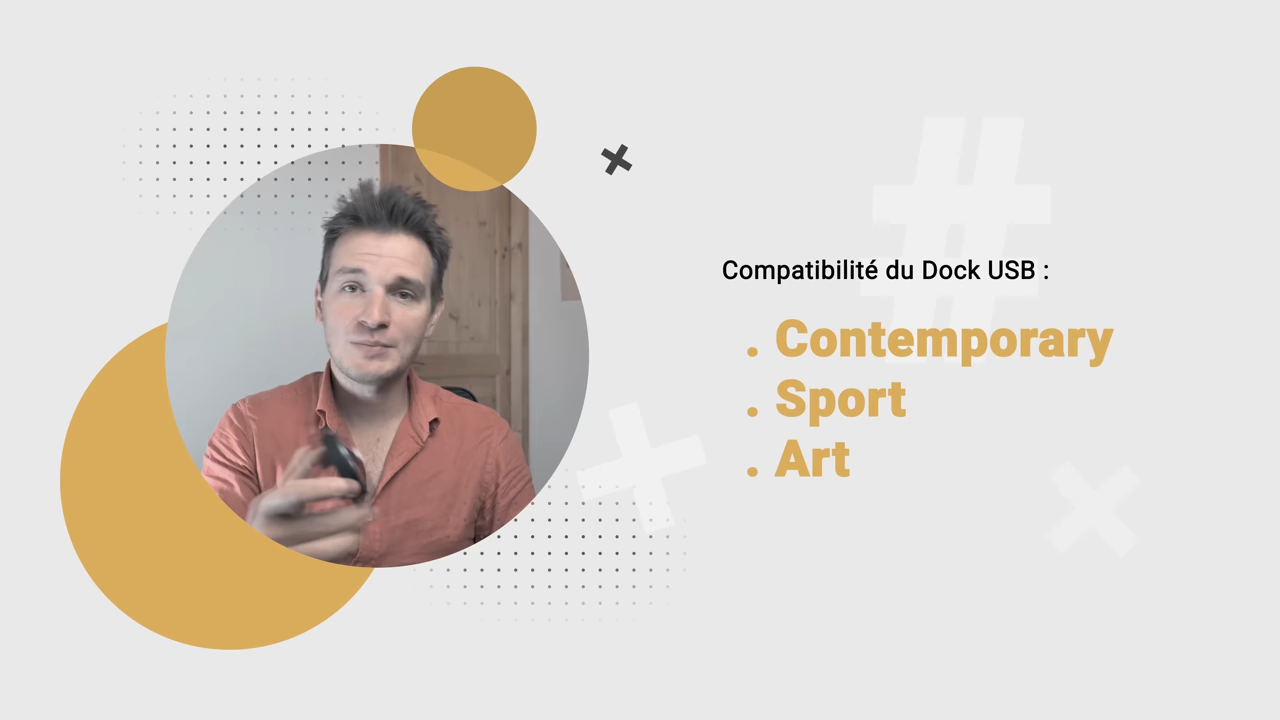 Compatibilité du Dock USB :
. Contemporary
. Sport
. Art